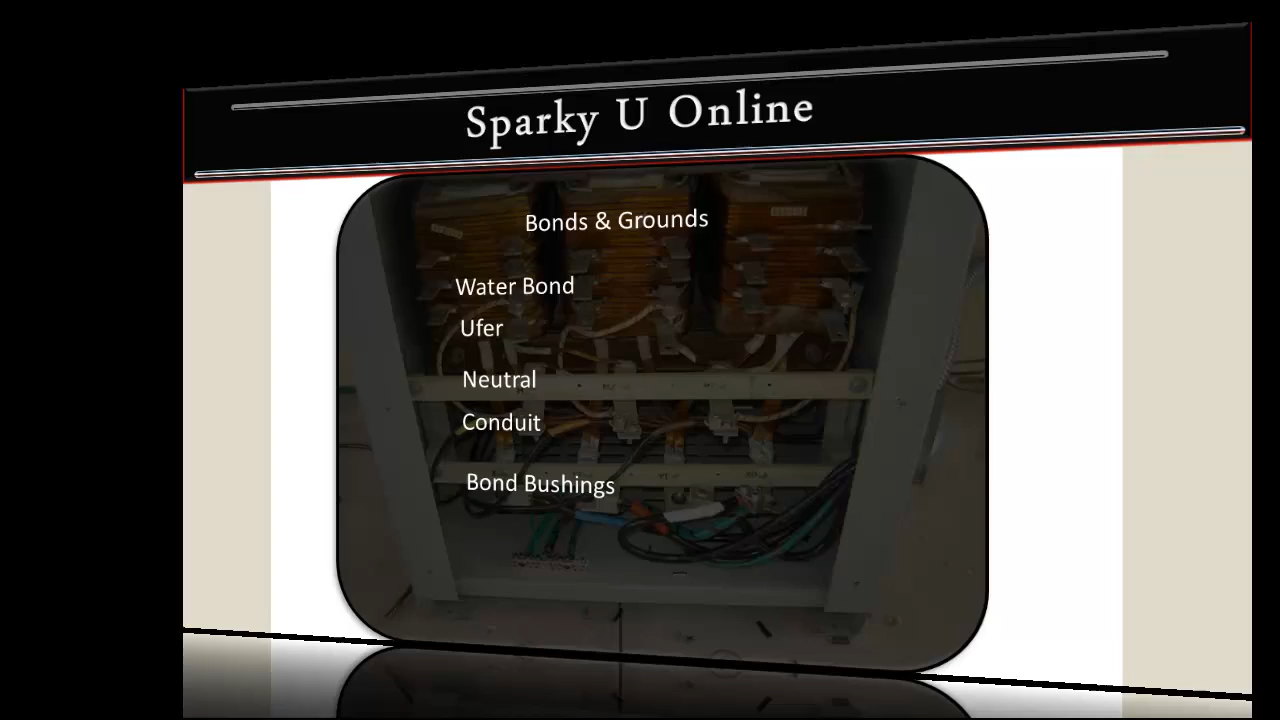 Sparky U Online
Bonds & Grounds
Water Bond
Ufer
Neutral
Conduit
Bond Bushings